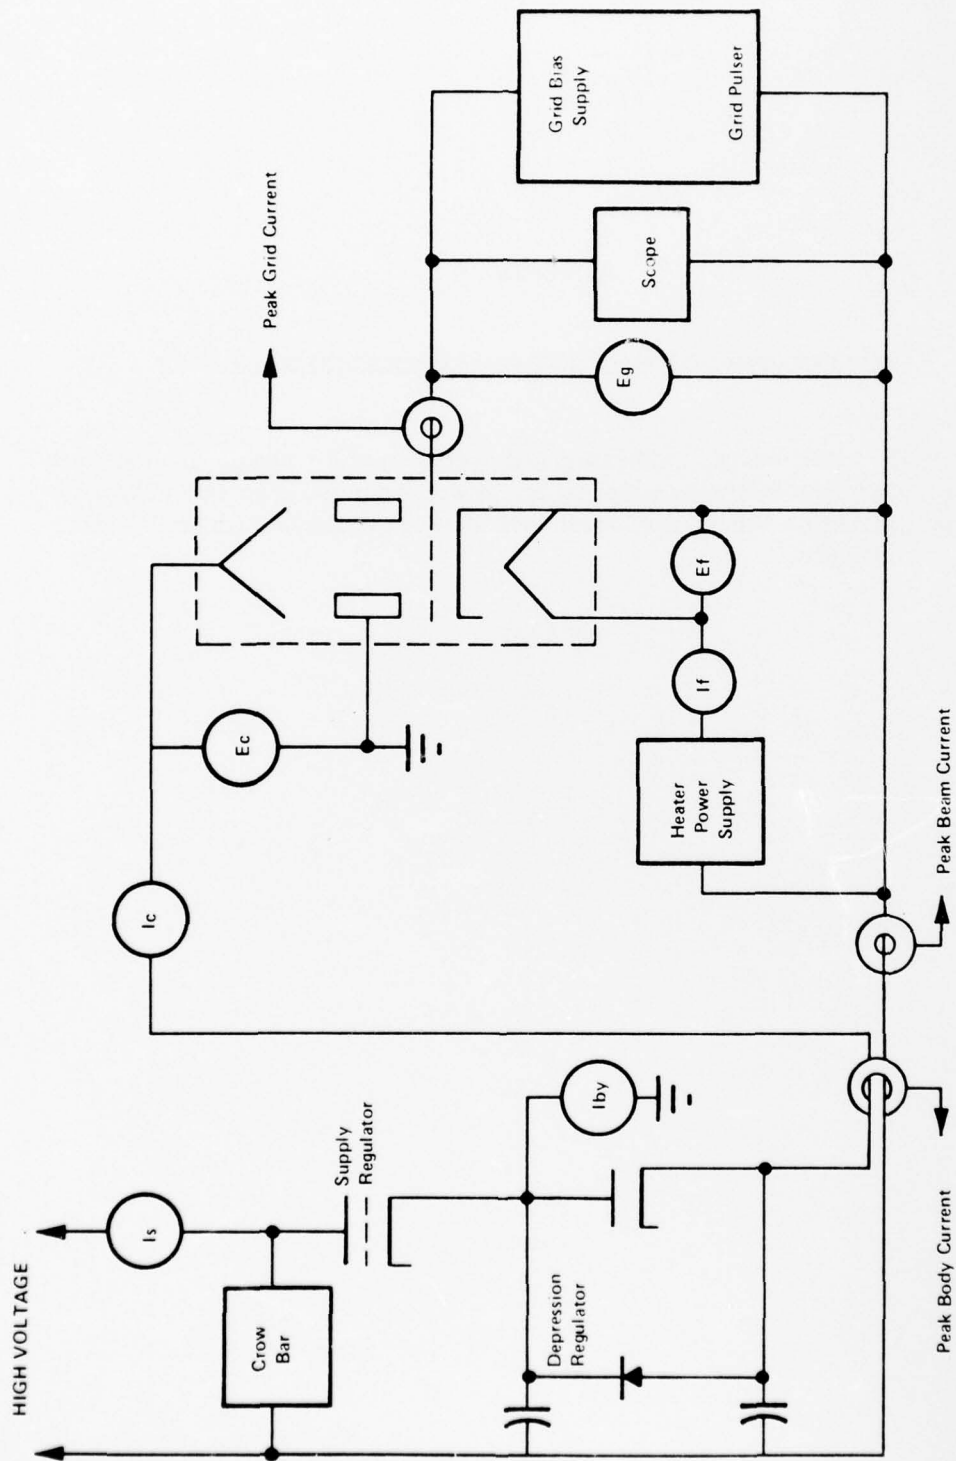 HIGH VOLTAGE
Is
Crow
Bar
Supply
Regulator
Depression
Regulator
Iby
Peak Body Current
Ic
Ec
Heater
Power
Supply
If
Ef
Peak Beam Current
Peak Grid Current
Eg
Scope
Grid Bias
Supply
Grid Pulser